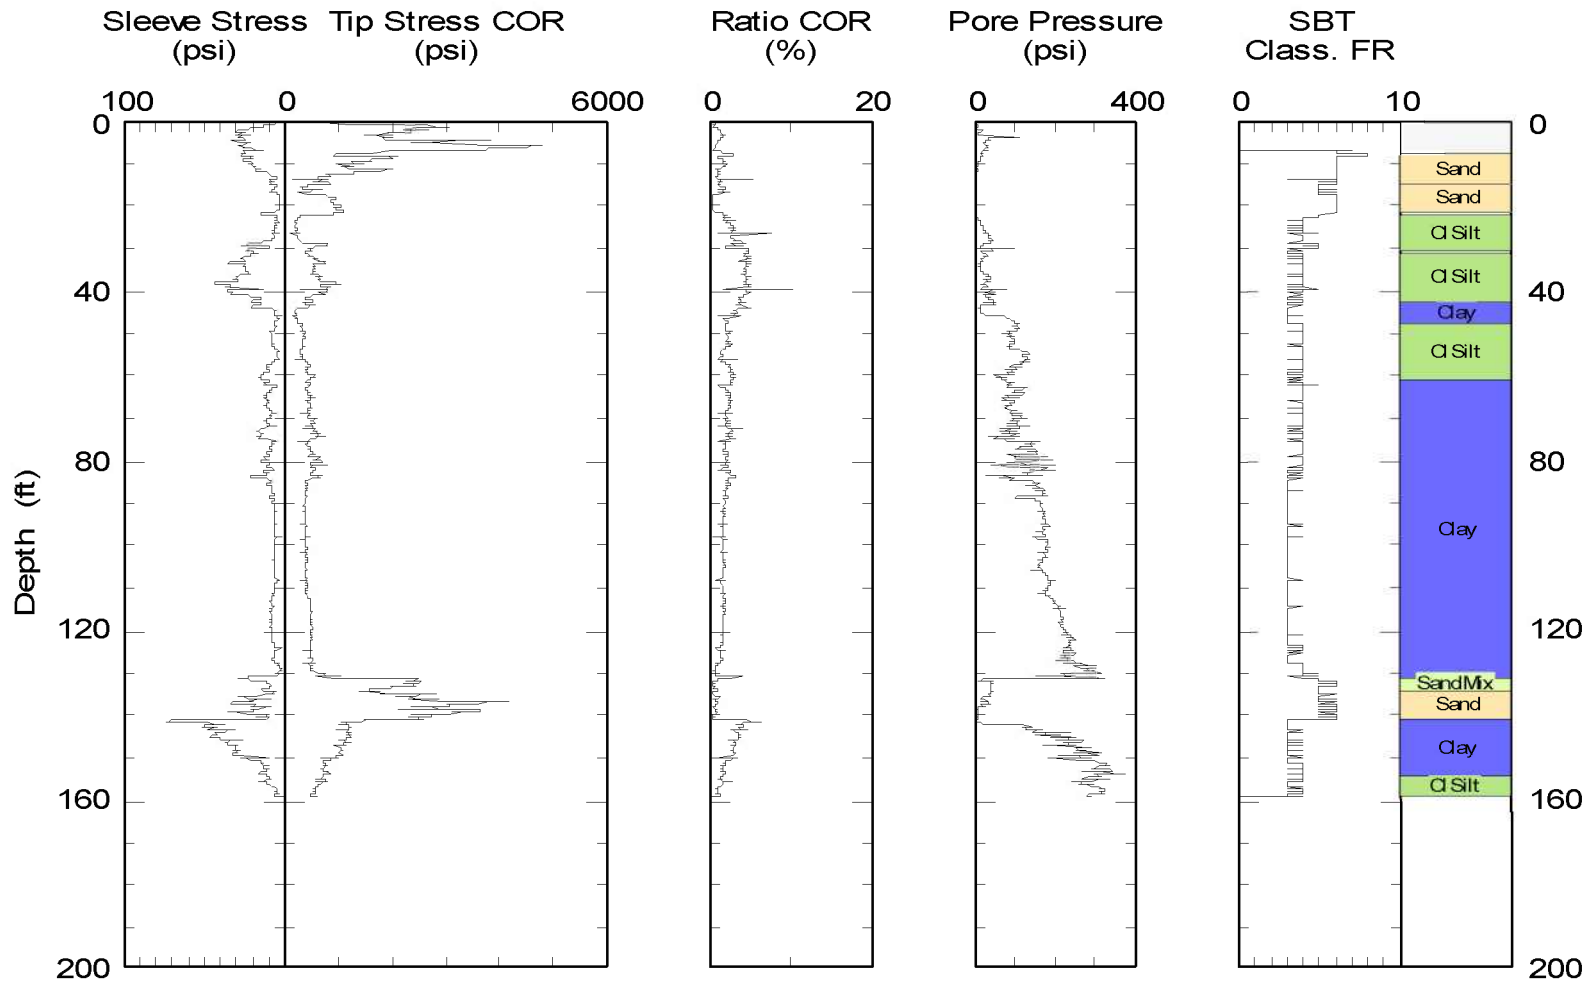 Sleeve Stress Tip Stress COR Ratio COR Pore Pressure SBT
(psi) (psi) (%) (psi) Class. FR
100 0 6000 0 20 0 400 0 10
0 0
Sand
Sand
Cl Silt
Cl Silt
40 40
Clay
Cl Silt
80 80
Depth (ft)
Clay
120 120
Sand Mix
Sand
Clay
Cl Silt
160 160
200 200